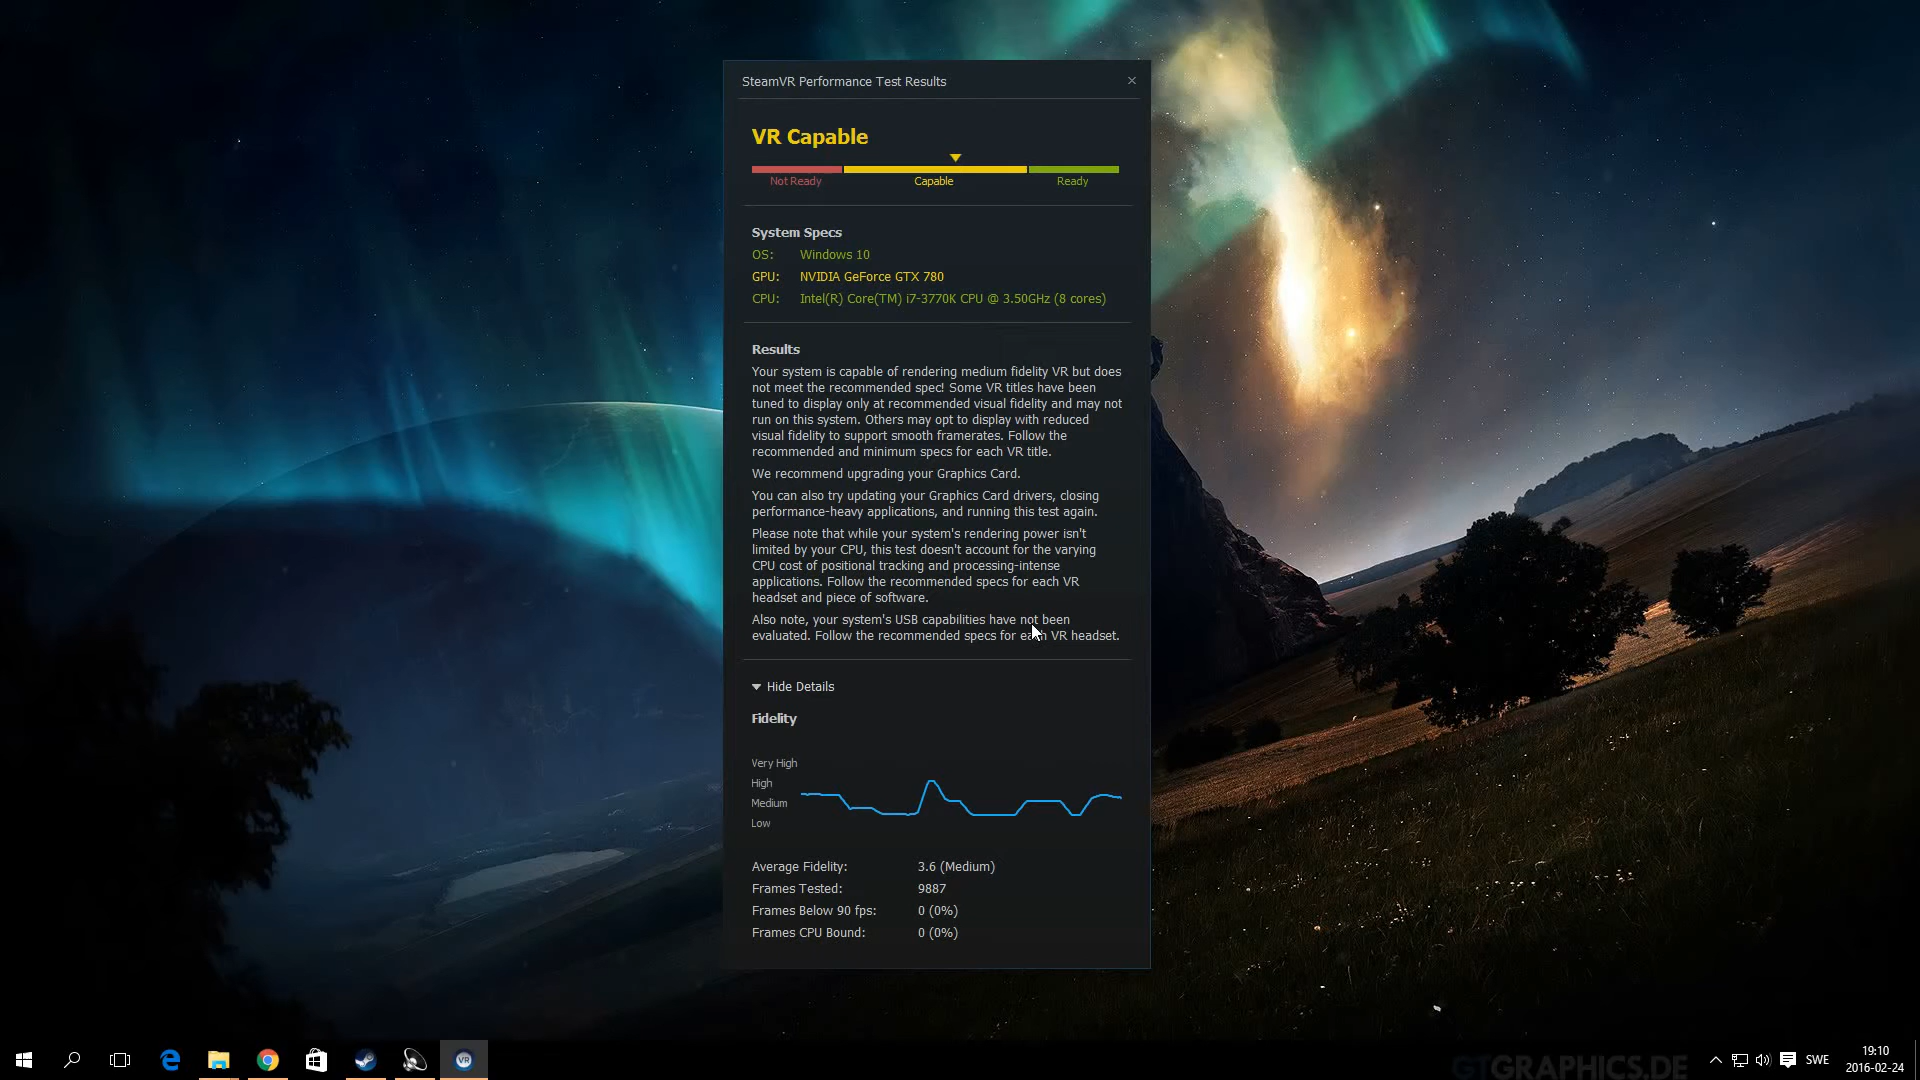 SteamVR Performance Test Results
VR Capable
Not Ready Capable Ready
System Specs
OS: Windows 10
GPU: NVIDIA GeForce GTX 780
CPU: Intel(R) Core(TM) i7-3770K CPU @ 3.50GHz (8 cores)
Results
Your system is capable of rendering medium fidelity VR but does
not meet the recommended spec! Some VR titles have been
tuned to display only at recommended visual fidelity and may not
run on this system. Others may opt to display with reduced
visual fidelity to support smooth framerates. Follow the
recommended and minimum specs for each VR title.
We recommend upgrading your Graphics Card.
You can also try updating your Graphics Card drivers, closing
performance-heavy applications, and running this test again.
Please note that while your system's rendering power isn't
limited by your CPU, this test doesn't account for the varying
CPU cost of positional tracking and processing-intense
applications. Follow the recommended specs for each VR
headset and piece of software.
Also note, your system's USB capabilities have not been
evaluated. Follow the recommended specs for each VR headset.
Hide Details
Fidelity
Very High
High
Medium
Low
Average Fidelity: 3.6 (Medium)
Frames Tested: 9887
Frames Below 90 fps: 0 (0%)
Frames CPU Bound: 0 (0%)
GTGRAPHICS.DE
VR
SWE
19:10
2016-02-24